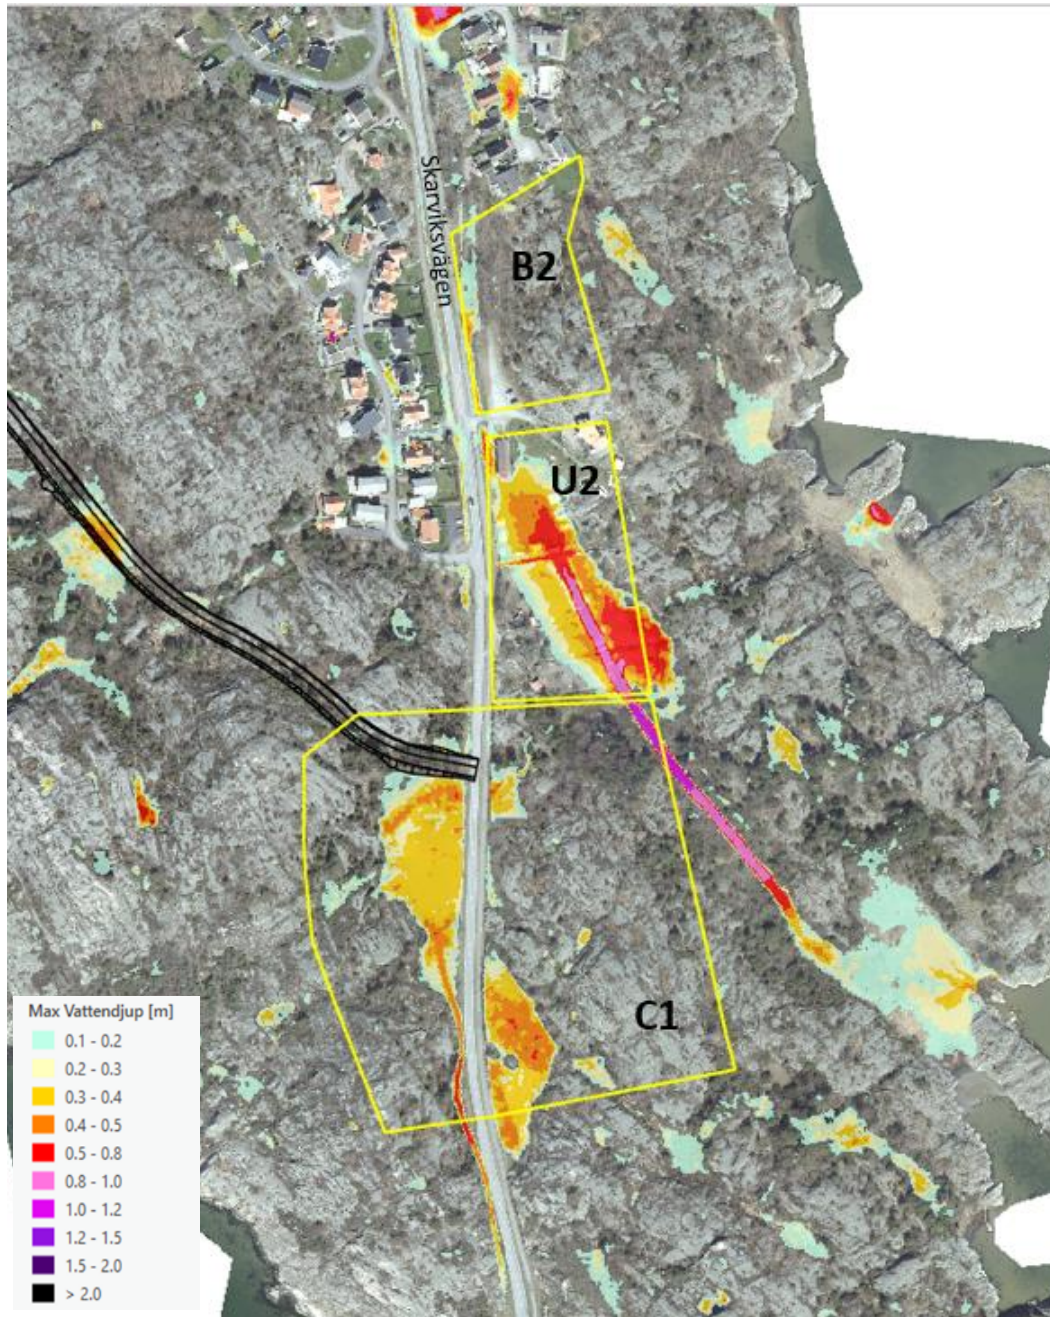 Skarviksvägen
B2
U2
C1
Max Vattendjup [m]
0.1 - 0.2
0.2 - 0.3
0.3 - 0.4
0.4 - 0.5
0.5 - 0.8
0.8 - 1.0
1.0 - 1.2
1.2 - 1.5
1.5 - 2.0
> 2.0